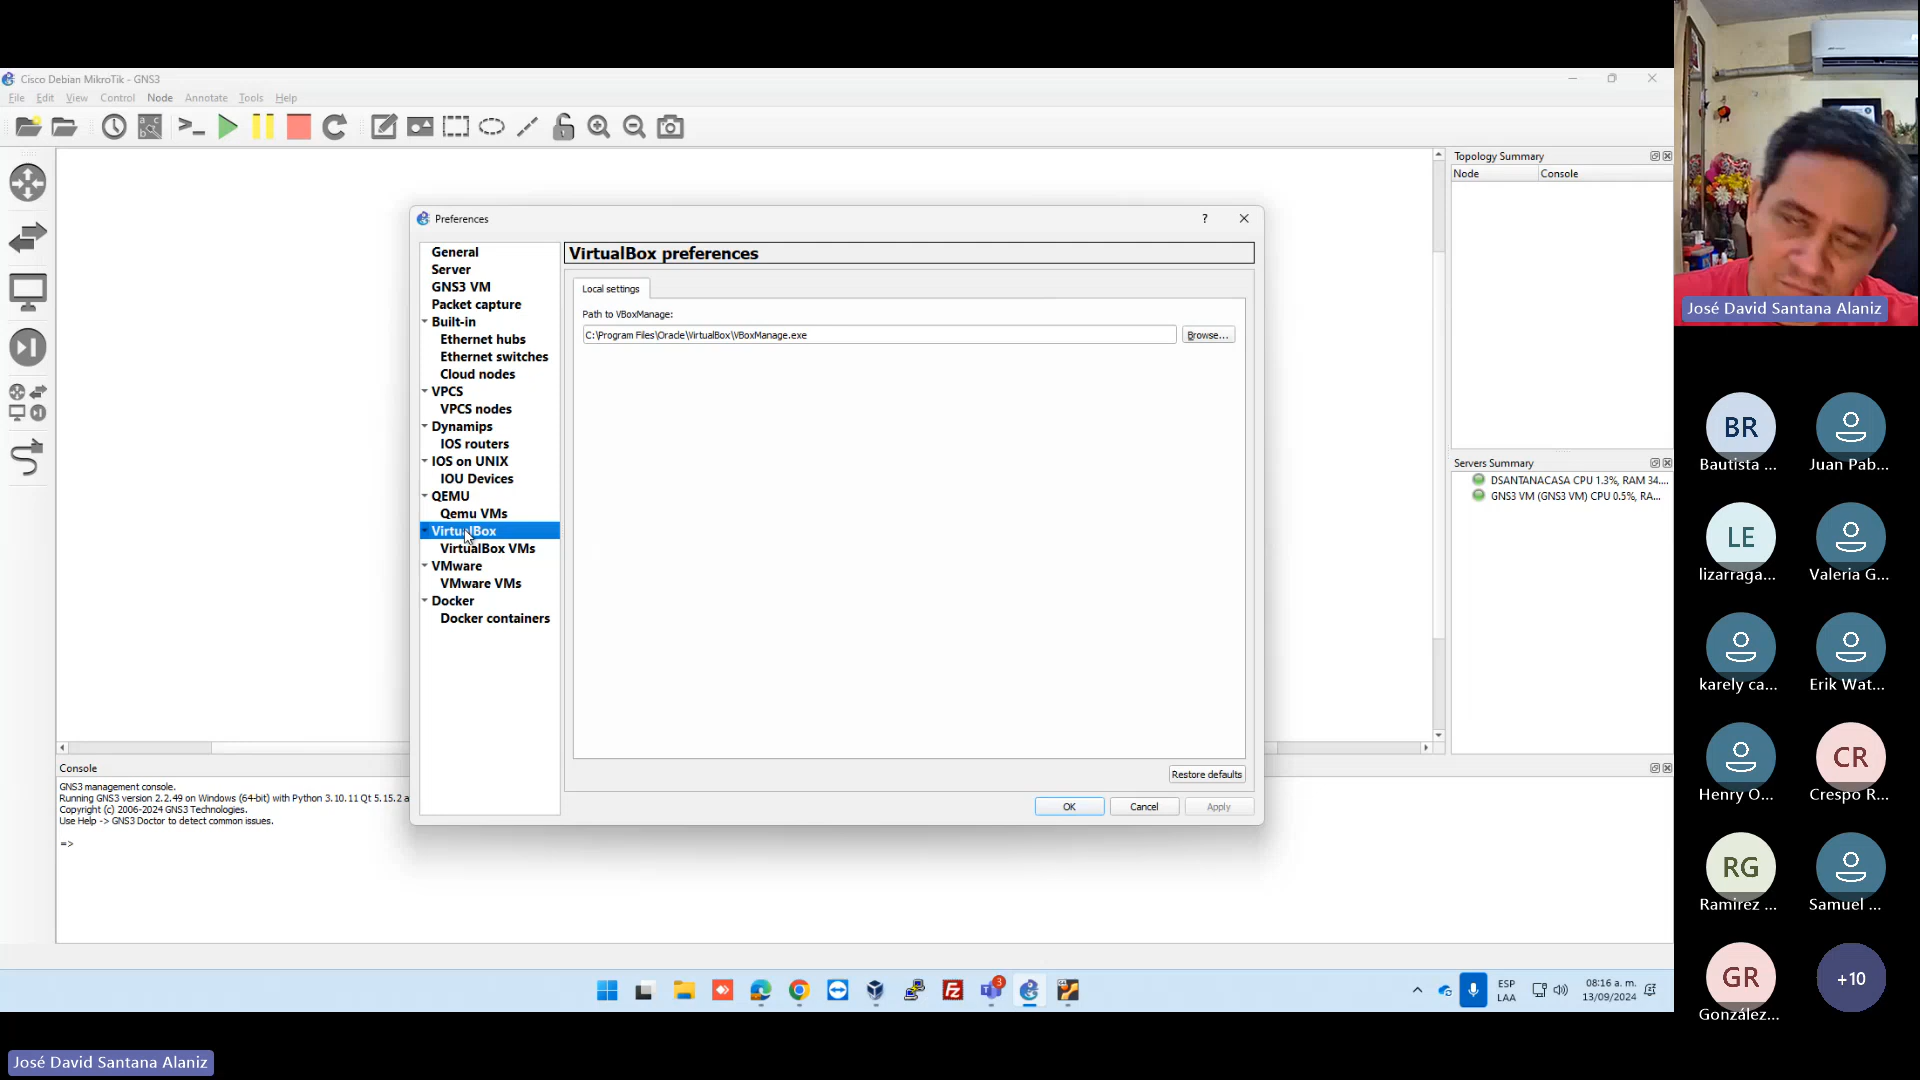 Cisco Debian MikroTik - GNS3
File Edit View Control Node Annotate Tools Help
Topology Summary
Node Console
Preferences
General
Server
GNS3 VM
Packet capture
Built-in
Ethernet hubs
Ethernet switches
Cloud nodes
VPCS
VPCS nodes
Dynamips
IOS routers
IOS on UNIX
IOU Devices
QEMU
Qemu VMs
VirtualBox
VirtualBox VMs
VMware
VMware VMs
Docker
Docker containers
VirtualBox preferences
Local settings
Path to VBoxManage:
C:\Program Files\Oracle\VirtualBox\VBoxManage.exe
Browse...
Restore defaults
OK Cancel Apply
Servers Summary
DSANTANACASA CPU 1.3%, RAM 34....
GNS3 VM (GNS3 VM) CPU 0.5%, RA...
Console
GNS3 management console.
Running GNS3 version 2.2.49 on Windows (64-bit) with Python 3.10.11 Qt 5.15.2 a
Copyright (c) 2006-2024 GNS3 Technologies.
Use Help -> GNS3 Doctor to detect common issues.
=>
3
ESP
LAA
08:16 a. m.
13/09/2024
José David Santana Alaniz
BR
Bautista ...
Juan Pab...
LE
lizarraga...
Valeria G...
karely ca...
Erik Wat...
Henry O...
CR
Crespo R...
RG
Ramirez ...
Samuel ...
GR
González...
+10
José David Santana Alaniz